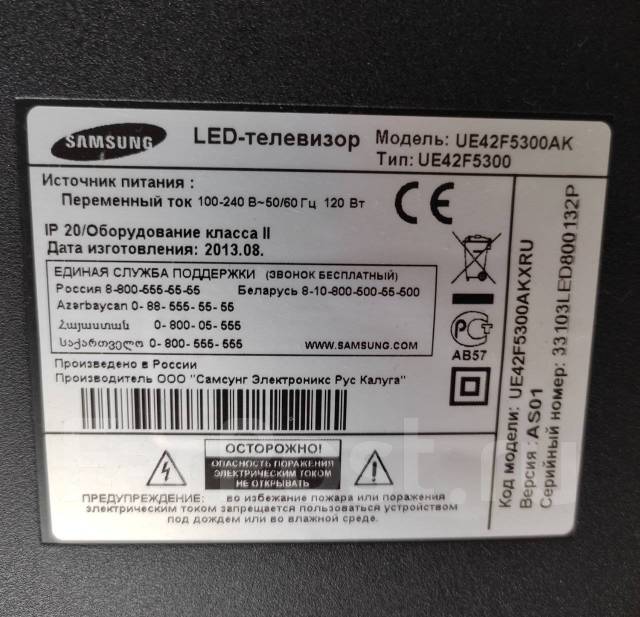 SAMSUNG
LED-телевизор
Модель: UE42F5300AK
Тип: UE42F5300
Источник питания :
Переменный ток 100-240 В~50/60 Гц 120 Вт
CE
IP 20/Оборудование класса II
Дата изготовления: 2013.08.
ЕДИНАЯ СЛУЖБА ПОДДЕРЖКИ (ЗВОНОК БЕСПЛАТНЫЙ)
Россия 8-800-555-55-55 Беларусь 8-10-800-500-55-500
Azərbaycan 0- 88- 555- 55- 55
Հայաստան 0- 800- 05- 555
საქართველო 0- 800- 555- 555
WWW.SAMSUNG.COM
АВ57
Произведено в России
Производитель ООО "Самсунг Электроникс Рус Калуга"
ОСТОРОЖНО!
ОПАСНОСТЬ ПОРАЖЕНИЯ
ЭЛЕКТРИЧЕСКИМ ТОКОМ
НЕ ОТКРЫВАТЬ
ПРЕДУПРЕЖДЕНИЕ: во избежание пожара или поражения
электрическим током запрещается пользоваться устройством
под дождем или во влажной среде.
Код модели: UE42F5300AKXRU
Версия: AS01
Серийный номер: 33103LED800132P